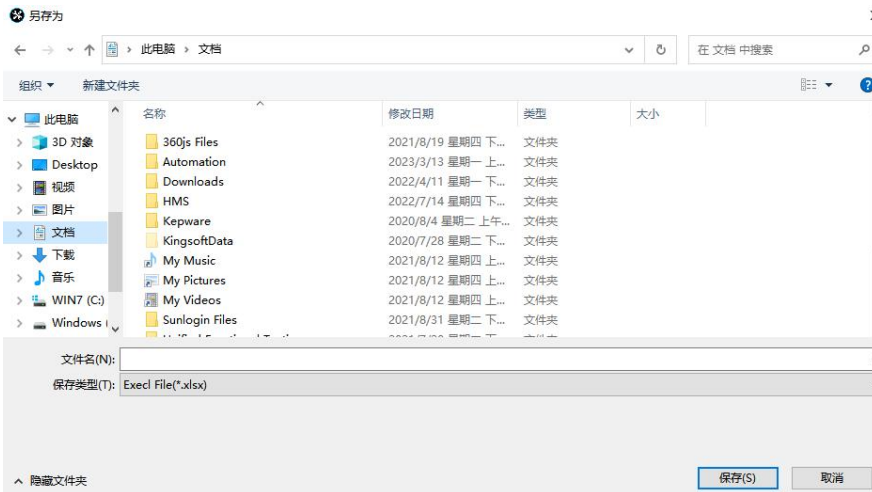 另存为
此电脑 › 文档
在 文档 中搜索
组织 新建文件夹
名称 修改日期 类型 大小
此电脑
3D 对象
Desktop
视频
图片
文档
下载
音乐
WIN7 (C:)
Windows
360js Files 2021/8/19 星期四 下... 文件夹
Automation 2023/3/13 星期一 上... 文件夹
Downloads 2022/4/11 星期一 下... 文件夹
HMS 2022/7/14 星期四 下... 文件夹
Kepware 2020/8/4 星期二 上午... 文件夹
KingsoftData 2020/7/28 星期二 下... 文件夹
My Music 2021/8/12 星期四 上... 文件夹
My Pictures 2021/8/12 星期四 上... 文件夹
My Videos 2021/8/12 星期四 上... 文件夹
Sunlogin Files 2021/8/31 星期二 下... 文件夹
文件名(N):
保存类型(T): Execl File(*.xlsx)
隐藏文件夹
保存(S) 取消